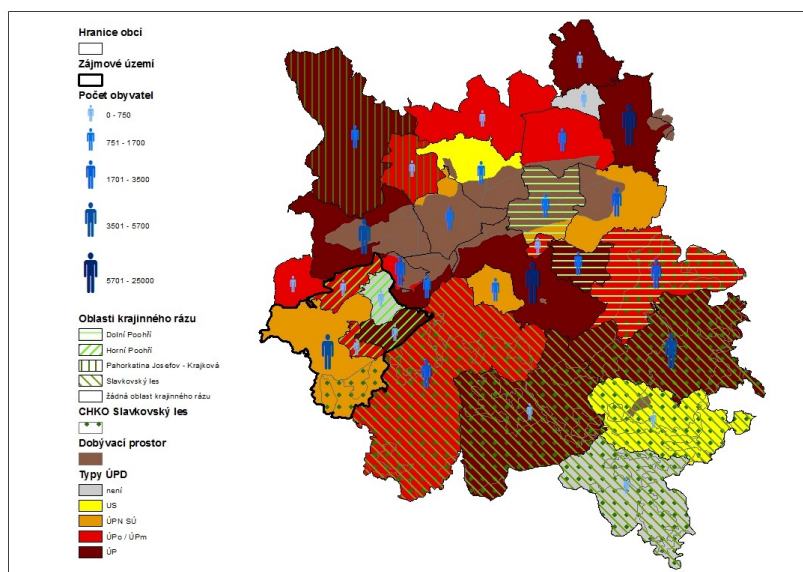 Hranice obcí
Zájmové území
Počet obyvatel
0 - 750
751 - 1700
1701 - 3500
3501 - 5700
5701 - 25000
Oblasti krajinného rázu
Dolní Poohří
Horní Poohří
Pahorkatina Josefov - Krajková
Slavkovský les
žádná oblast krajinného rázu
CHKO Slavkovský les
Dobývací prostor
Typy ÚPD
není
US
ÚPN SÚ
ÚPo / ÚPm
ÚP